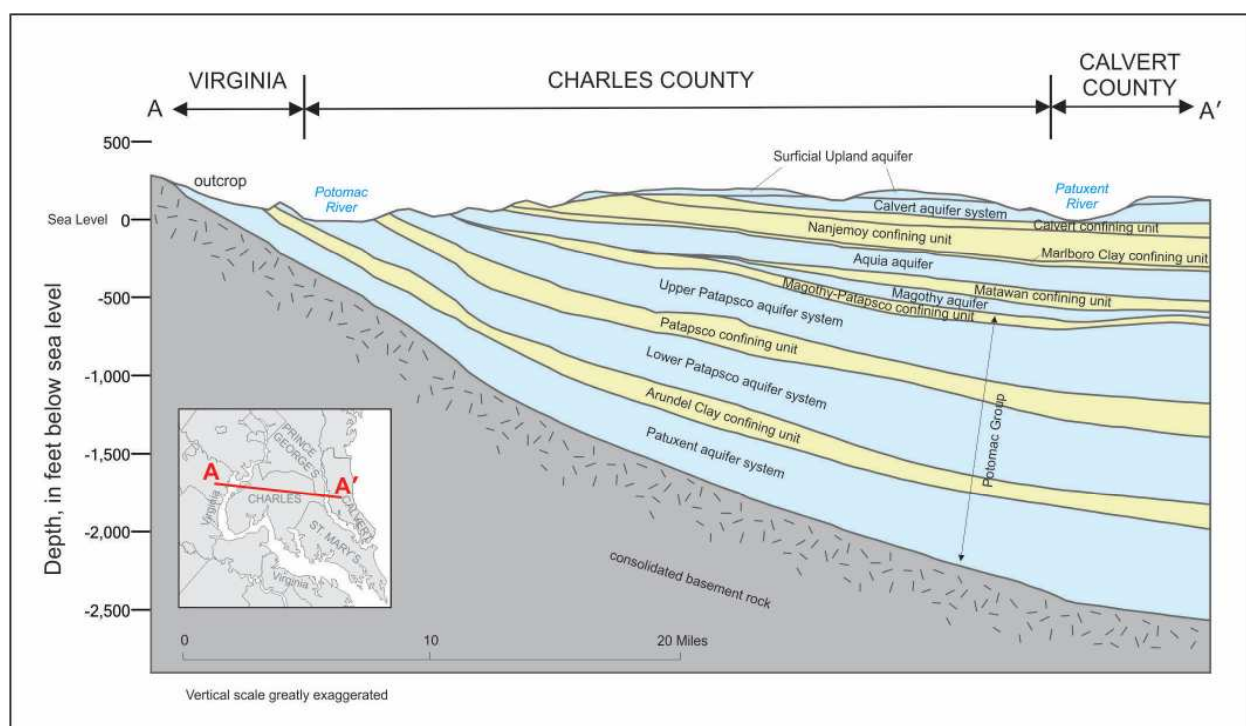 VIRGINIA
CHARLES COUNTY
CALVERT
COUNTY
A
A′
500
Sea Level
0
-500
-1,000
-1,500
-2,000
-2,500
Depth, in feet below sea level
outcrop
Potomac
River
Surficial Upland aquifer
Patuxent
River
Calvert aquifer system
Calvert confining unit
Nanjemoy confining unit
Marlboro Clay confining unit
Aquia aquifer
Matawan confining unit
Magothy aquifer
Magothy-Patapsco confining unit
Upper Patapsco aquifer system
Patapsco confining unit
Lower Patapsco aquifer system
Arundel Clay confining unit
Patuxent aquifer system
Potomac Group
consolidated basement rock
A
A′
PRINCE
GEORGES
CHARLES
CALVERT
ST. MARY'S
Virginia
Virginia
0
10
20 Miles
Vertical scale greatly exaggerated